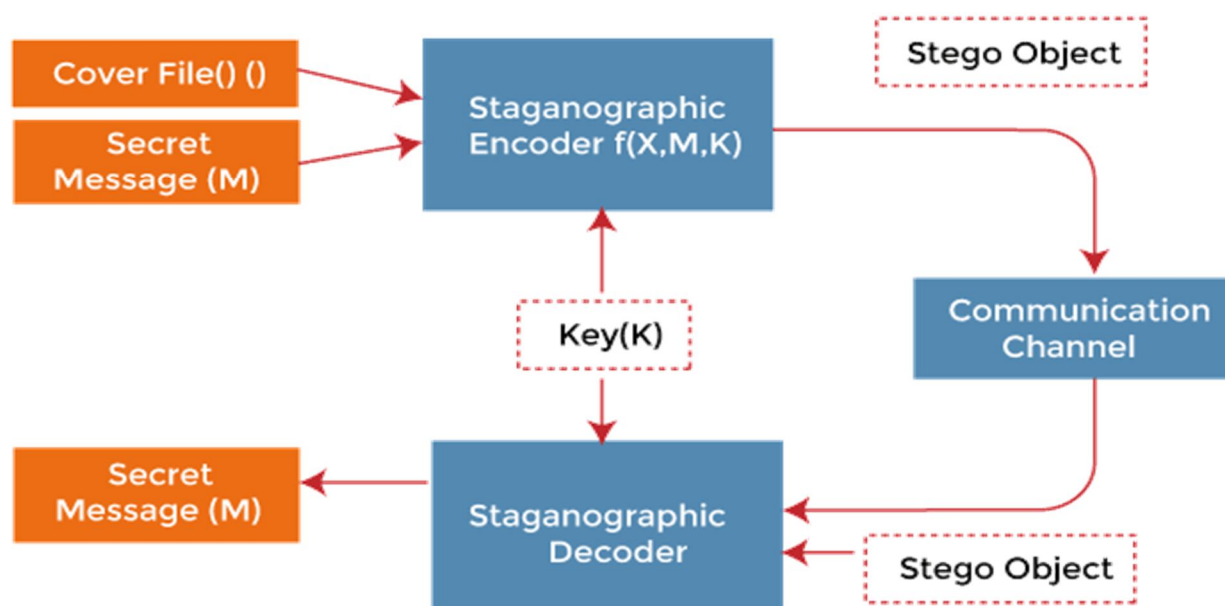 Cover File() ()
Secret
Message (M)
Staganographic
Encoder f(X,M,K)
Stego Object
Key(K)
Communication
Channel
Secret
Message (M)
Staganographic
Decoder
Stego Object